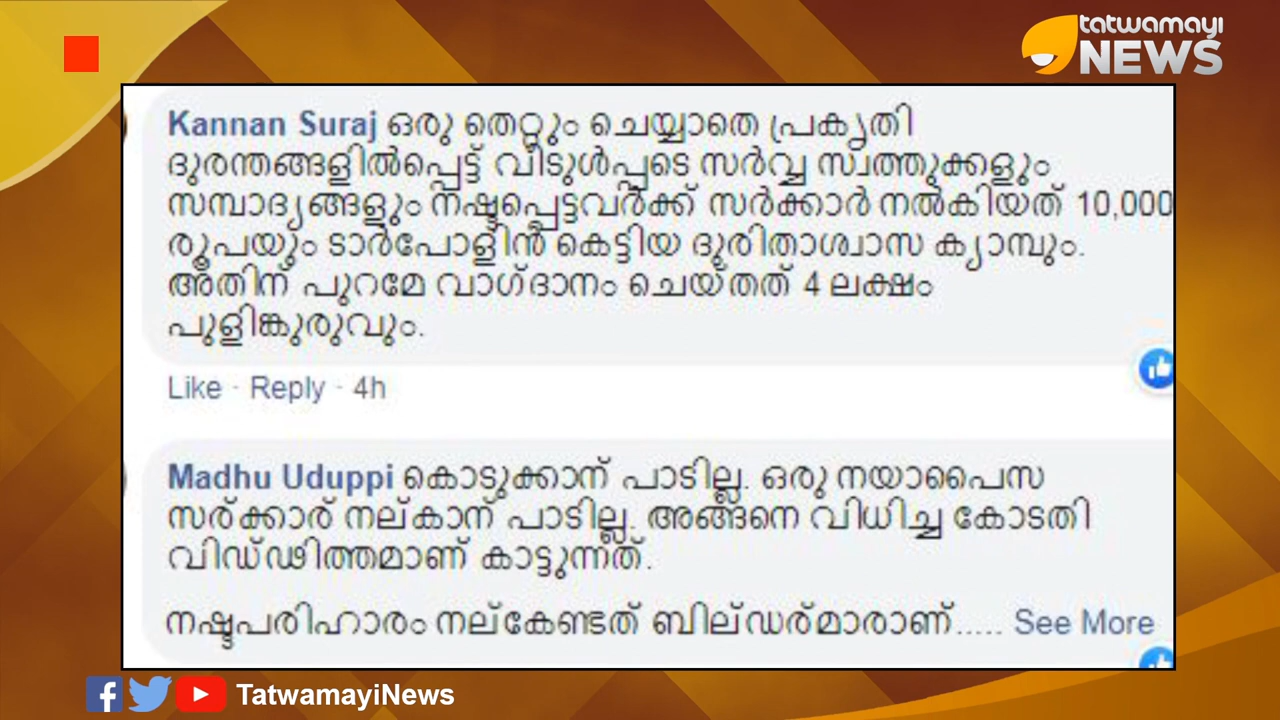 tatwamayi
NEWS
Kannan Suraj ഒരു തെറ്റും ചെയ്യാതെ പ്രകൃതി
ദുരന്തങ്ങളിൽപ്പെട്ട് വീടുൾപ്പടെ സർവ്വ സ്വത്തുക്കളും
സമ്പാദ്യങ്ങളും നഷ്ടപ്പെട്ടവർക്ക് സർക്കാർ നൽകിയത് 10,000
രൂപയും ടാർപോളിൻ കെട്ടിയ ദുരിതാശ്വാസ ക്യാമ്പും.
അതിന് പുറമേ വാഗ്ദാനം ചെയ്തത് 4 ലക്ഷം
പുളിങ്കുരുവും.
Like · Reply · 4h
Madhu Uduppi കൊടുക്കാന് പാടില്ല. ഒരു നയാപൈസ
സര്ക്കാര് നല്കാന് പാടില്ല. അങ്ങനെ വിധിച്ച കോടതി
വിഡ്ഢിത്തമാണ് കാട്ടുന്നത്.
നഷ്ടപരിഹാരം നല്കേണ്ടത് ബില്ഡര്മാരാണ്..... See More
TatwamayiNews